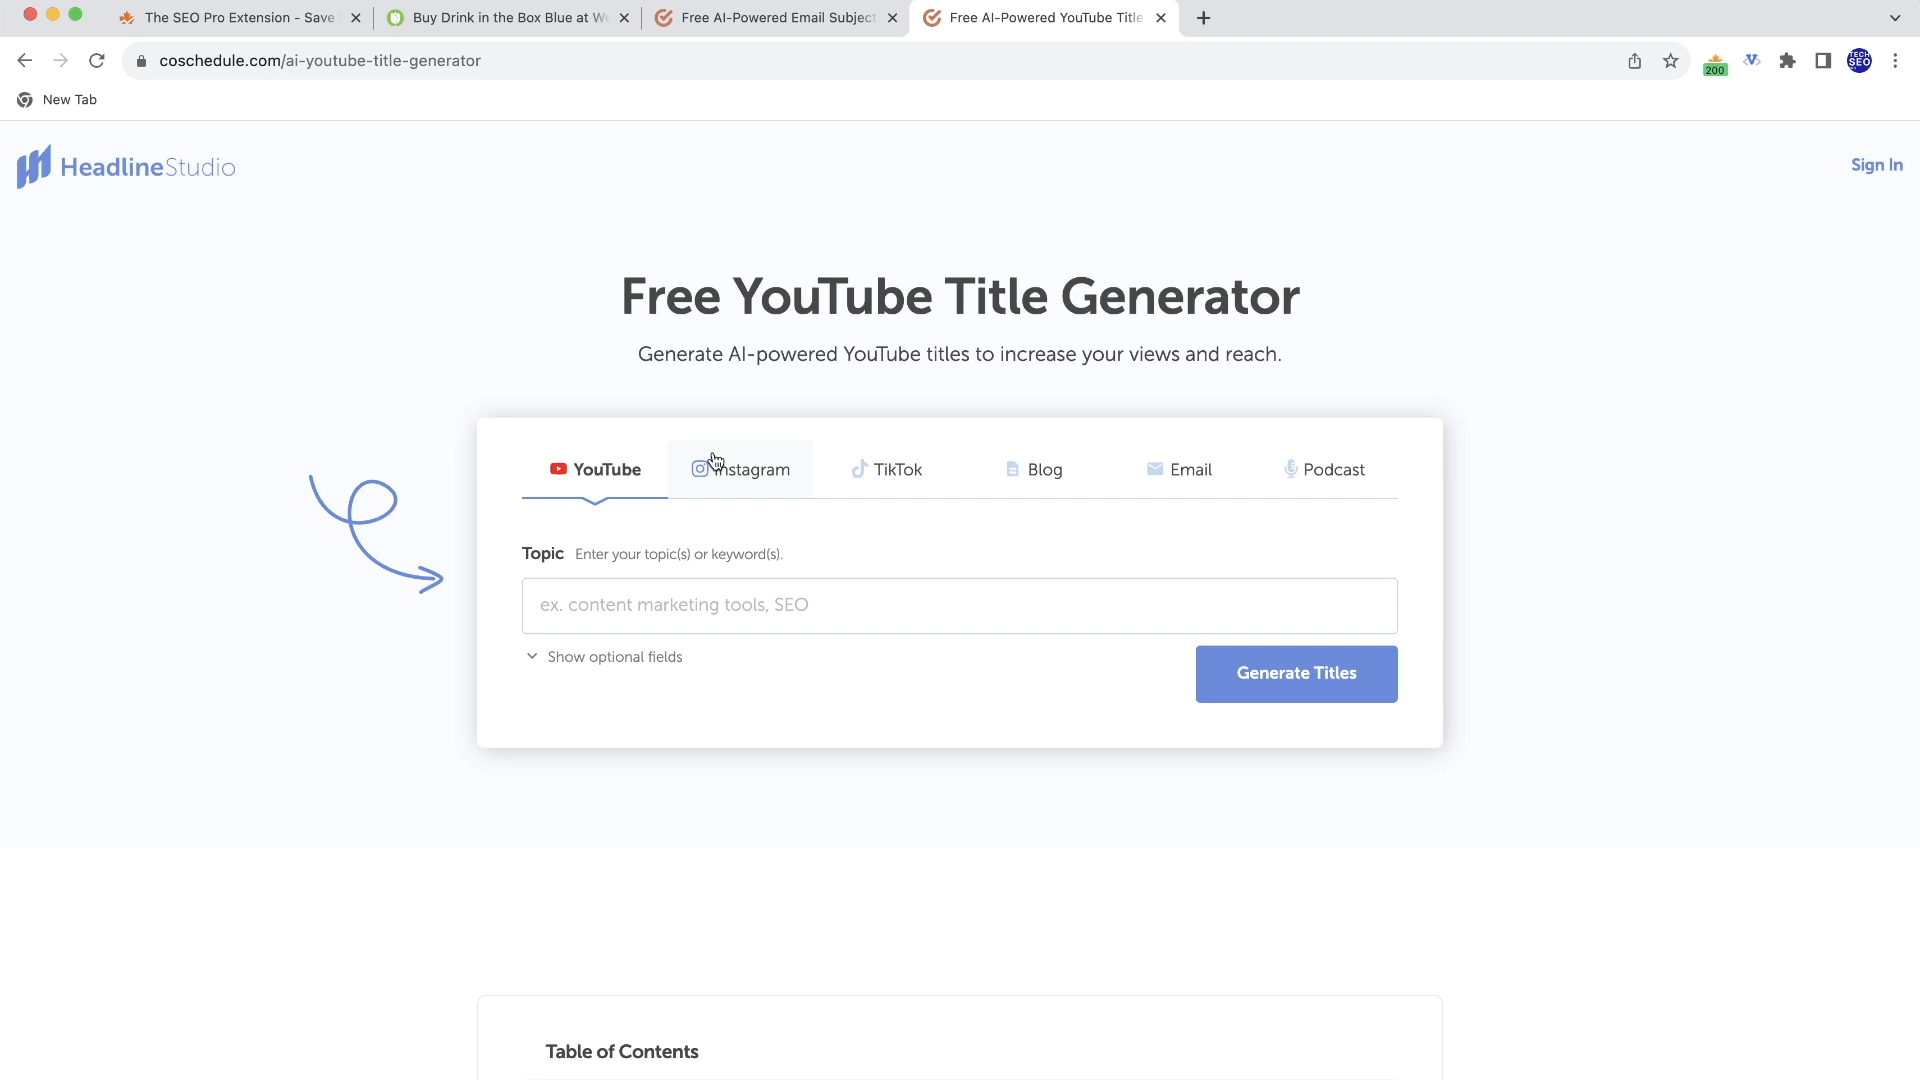 The SEO Pro Extension - Save
Buy Drink in the Box Blue at We
Free AI-Powered Email Subject
Free AI-Powered YouTube Title
coschedule.com/ai-youtube-title-generator
200
TECH
SEO
New Tab
HeadlineStudio
Sign In
Free YouTube Title Generator
Generate AI-powered YouTube titles to increase your views and reach.
YouTube
Instagram
TikTok
Blog
Email
Podcast
Topic Enter your topic(s) or keyword(s).
ex. content marketing tools, SEO
Show optional fields
Generate Titles
Table of Contents